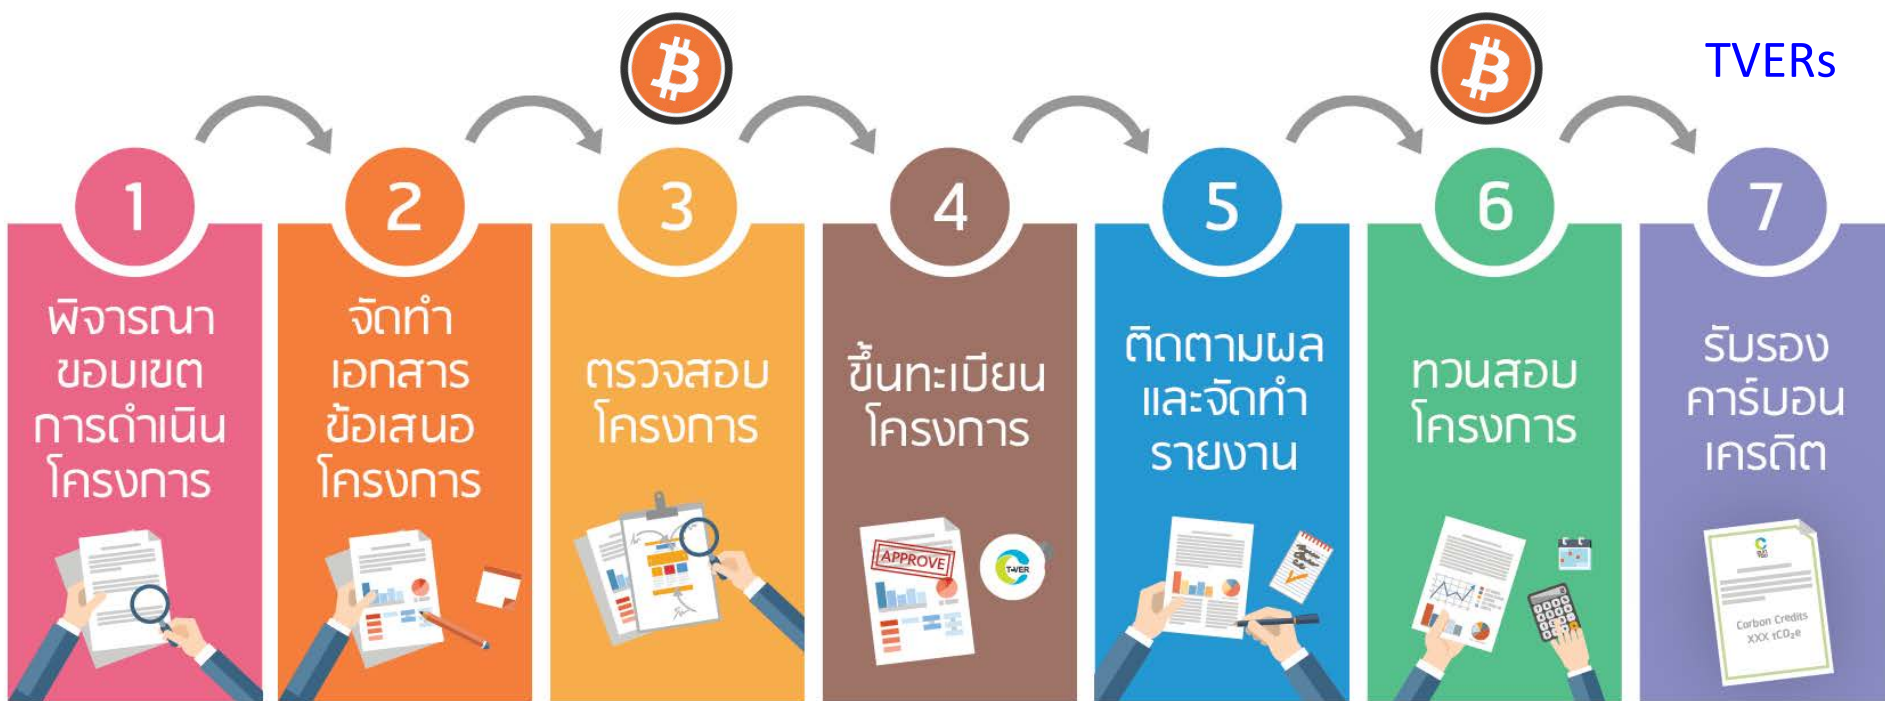 TVERs
1
พิจารณา
ขอบเขต
การดำเนิน
โครงการ
2
จัดทำ
เอกสาร
ข้อเสนอ
โครงการ
3
ตรวจสอบ
โครงการ
4
ขึ้นทะเบียน
โครงการ
APPROVE
T-VER
5
ติดตามผล
และจัดทำ
รายงาน
6
ทวนสอบ
โครงการ
7
รับรอง
คาร์บอน
เครดิต
Carbon Credits
XXX tCO₂e